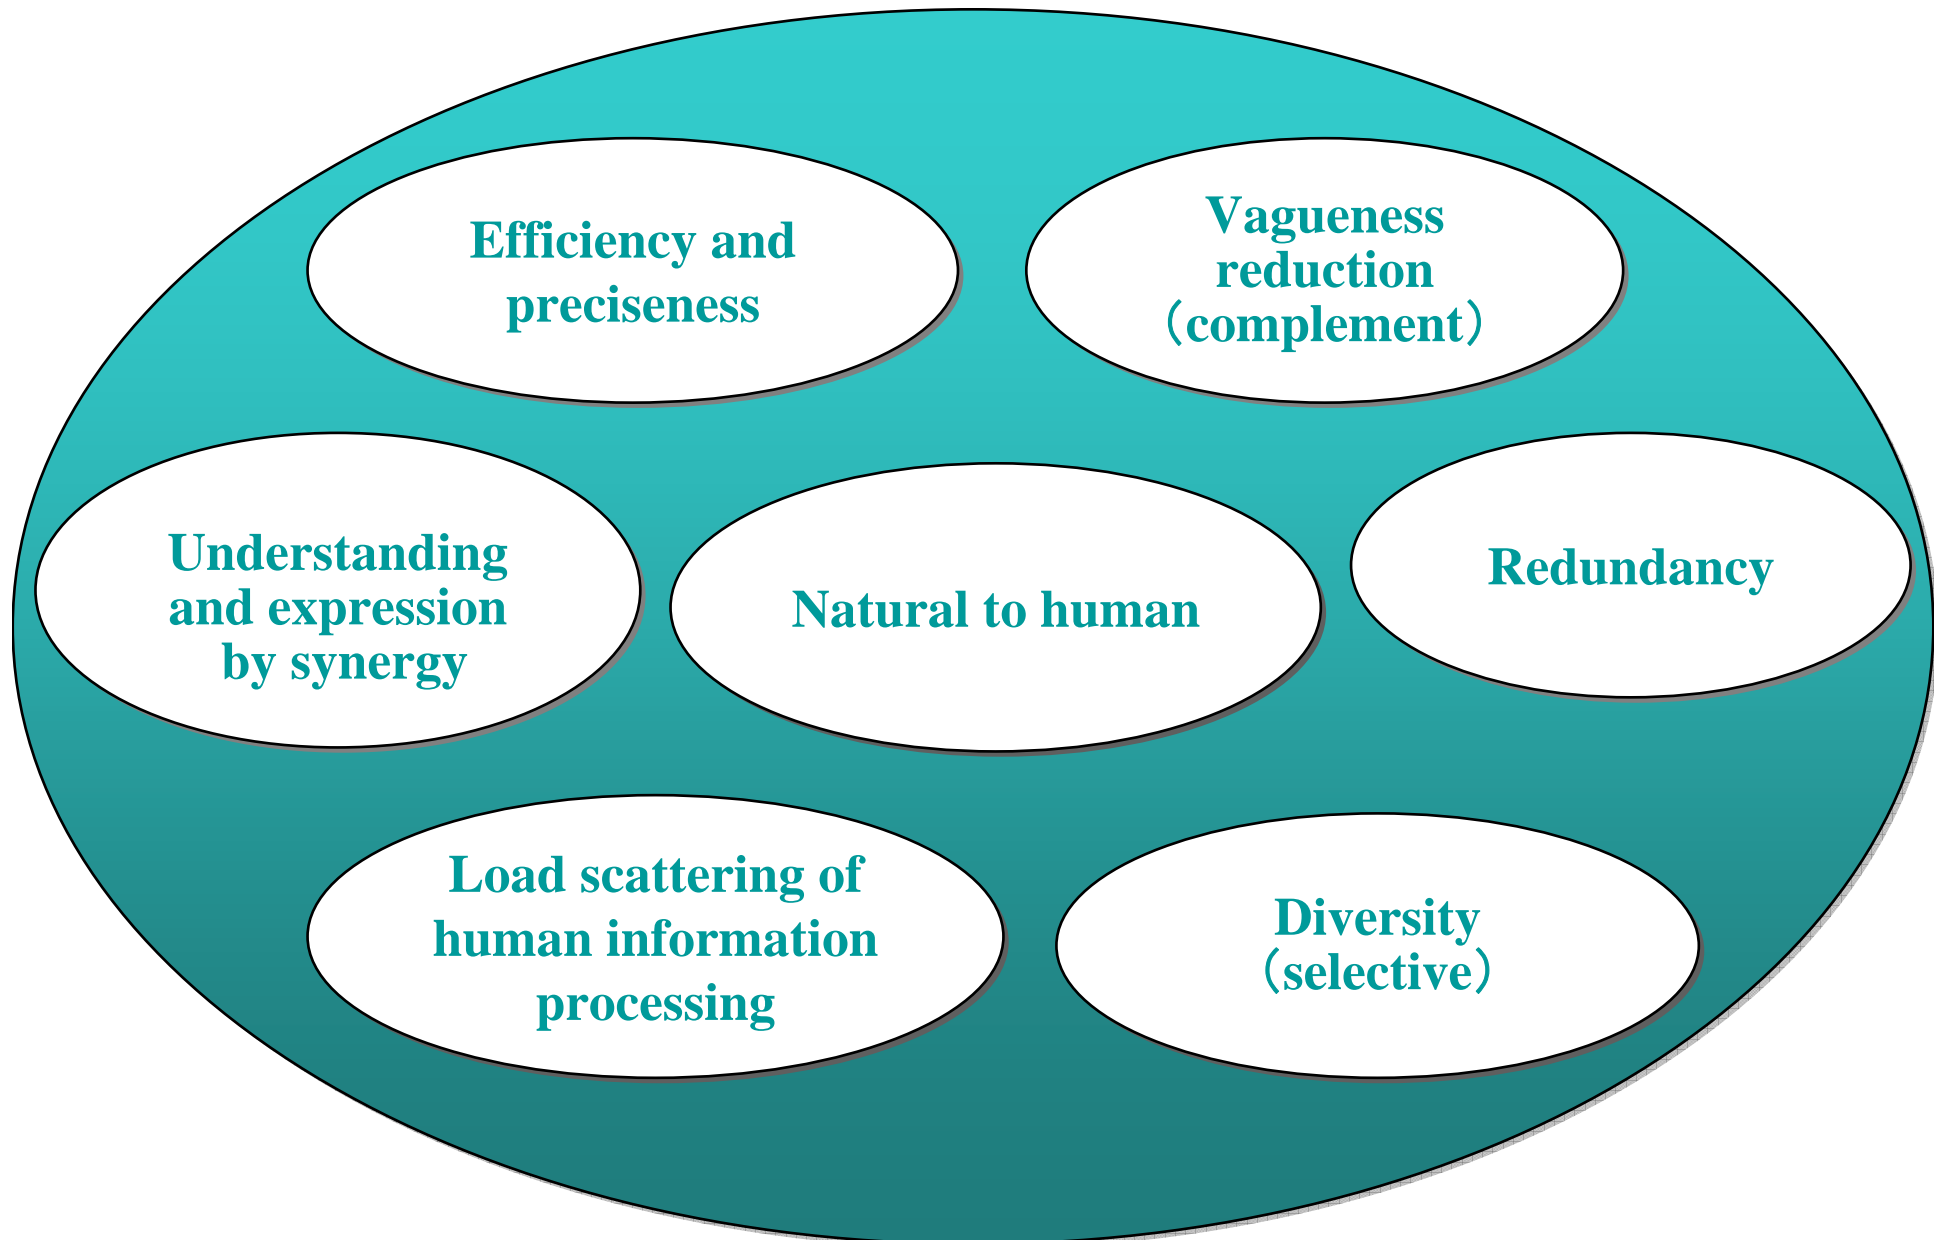 Efficiency and
preciseness
Vagueness
reduction
（complement）
Understanding
and expression
by synergy
Natural to human
Redundancy
Load scattering of
human information
processing
Diversity
（selective）